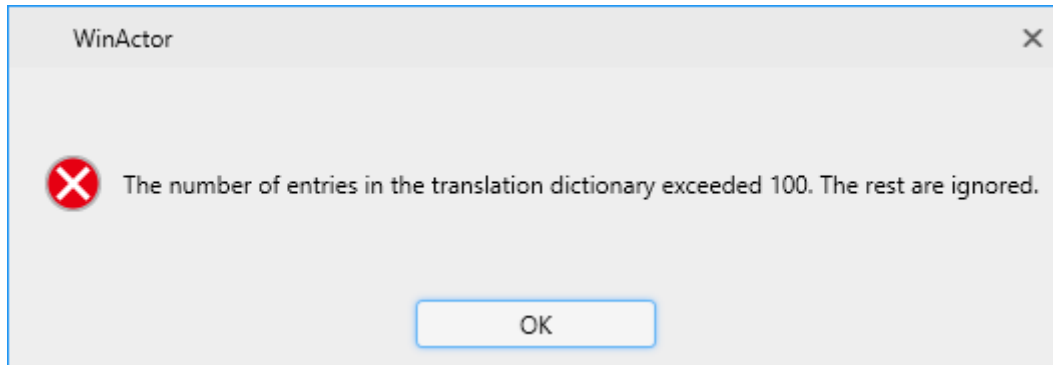 WinActor
The number of entries in the translation dictionary exceeded 100. The rest are ignored.
OK